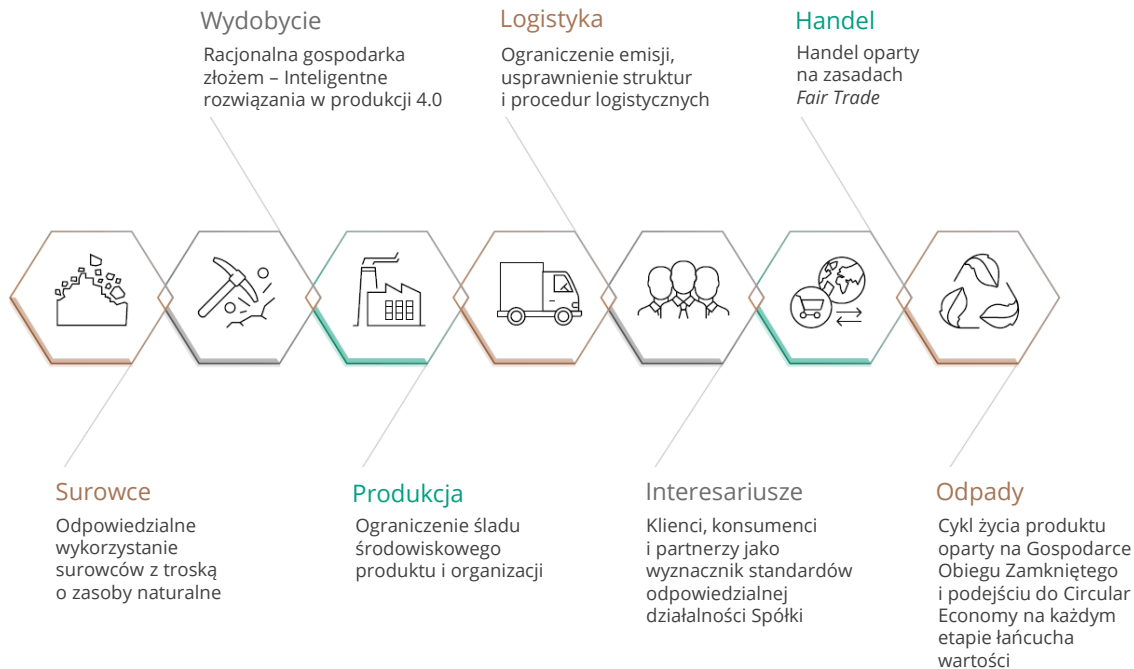 Wydobycie
Racjonalna gospodarka
złożem – Inteligentne
rozwiązania w produkcji 4.0
Logistyka
Ograniczenie emisji,
usprawnienie struktur
i procedur logistycznych
Handel
Handel oparty
na zasadach
Fair Trade
Surowce
Odpowiedzialne
wykorzystanie
surowców z troską
o zasoby naturalne
Produkcja
Ograniczenie śladu
środowiskowego
produktu i organizacji
Interesariusze
Klienci, konsumenci
i partnerzy jako
wyznacznik standardów
odpowiedzialnej
działalności Spółki
Odpady
Cykl życia produktu
oparty na Gospodarce
Obiegu Zamkniętego
i podejściu do Circular
Economy na każdym
etapie łańcucha
wartości